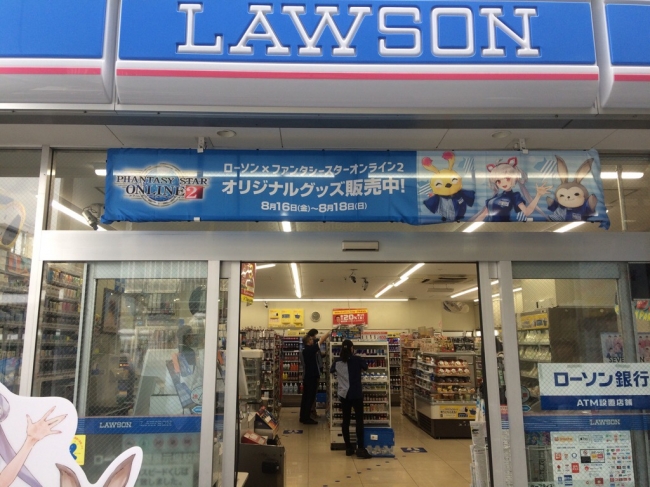 LAWSON
ローソン×ファンタシースターオンライン2
PHANTASY STAR
ONLINE 2
オリジナルグッズ販売中!
8月16日(金)～8月18日(日)
ローソン銀行
ATM設置店舗
LAWSON
LAWSON